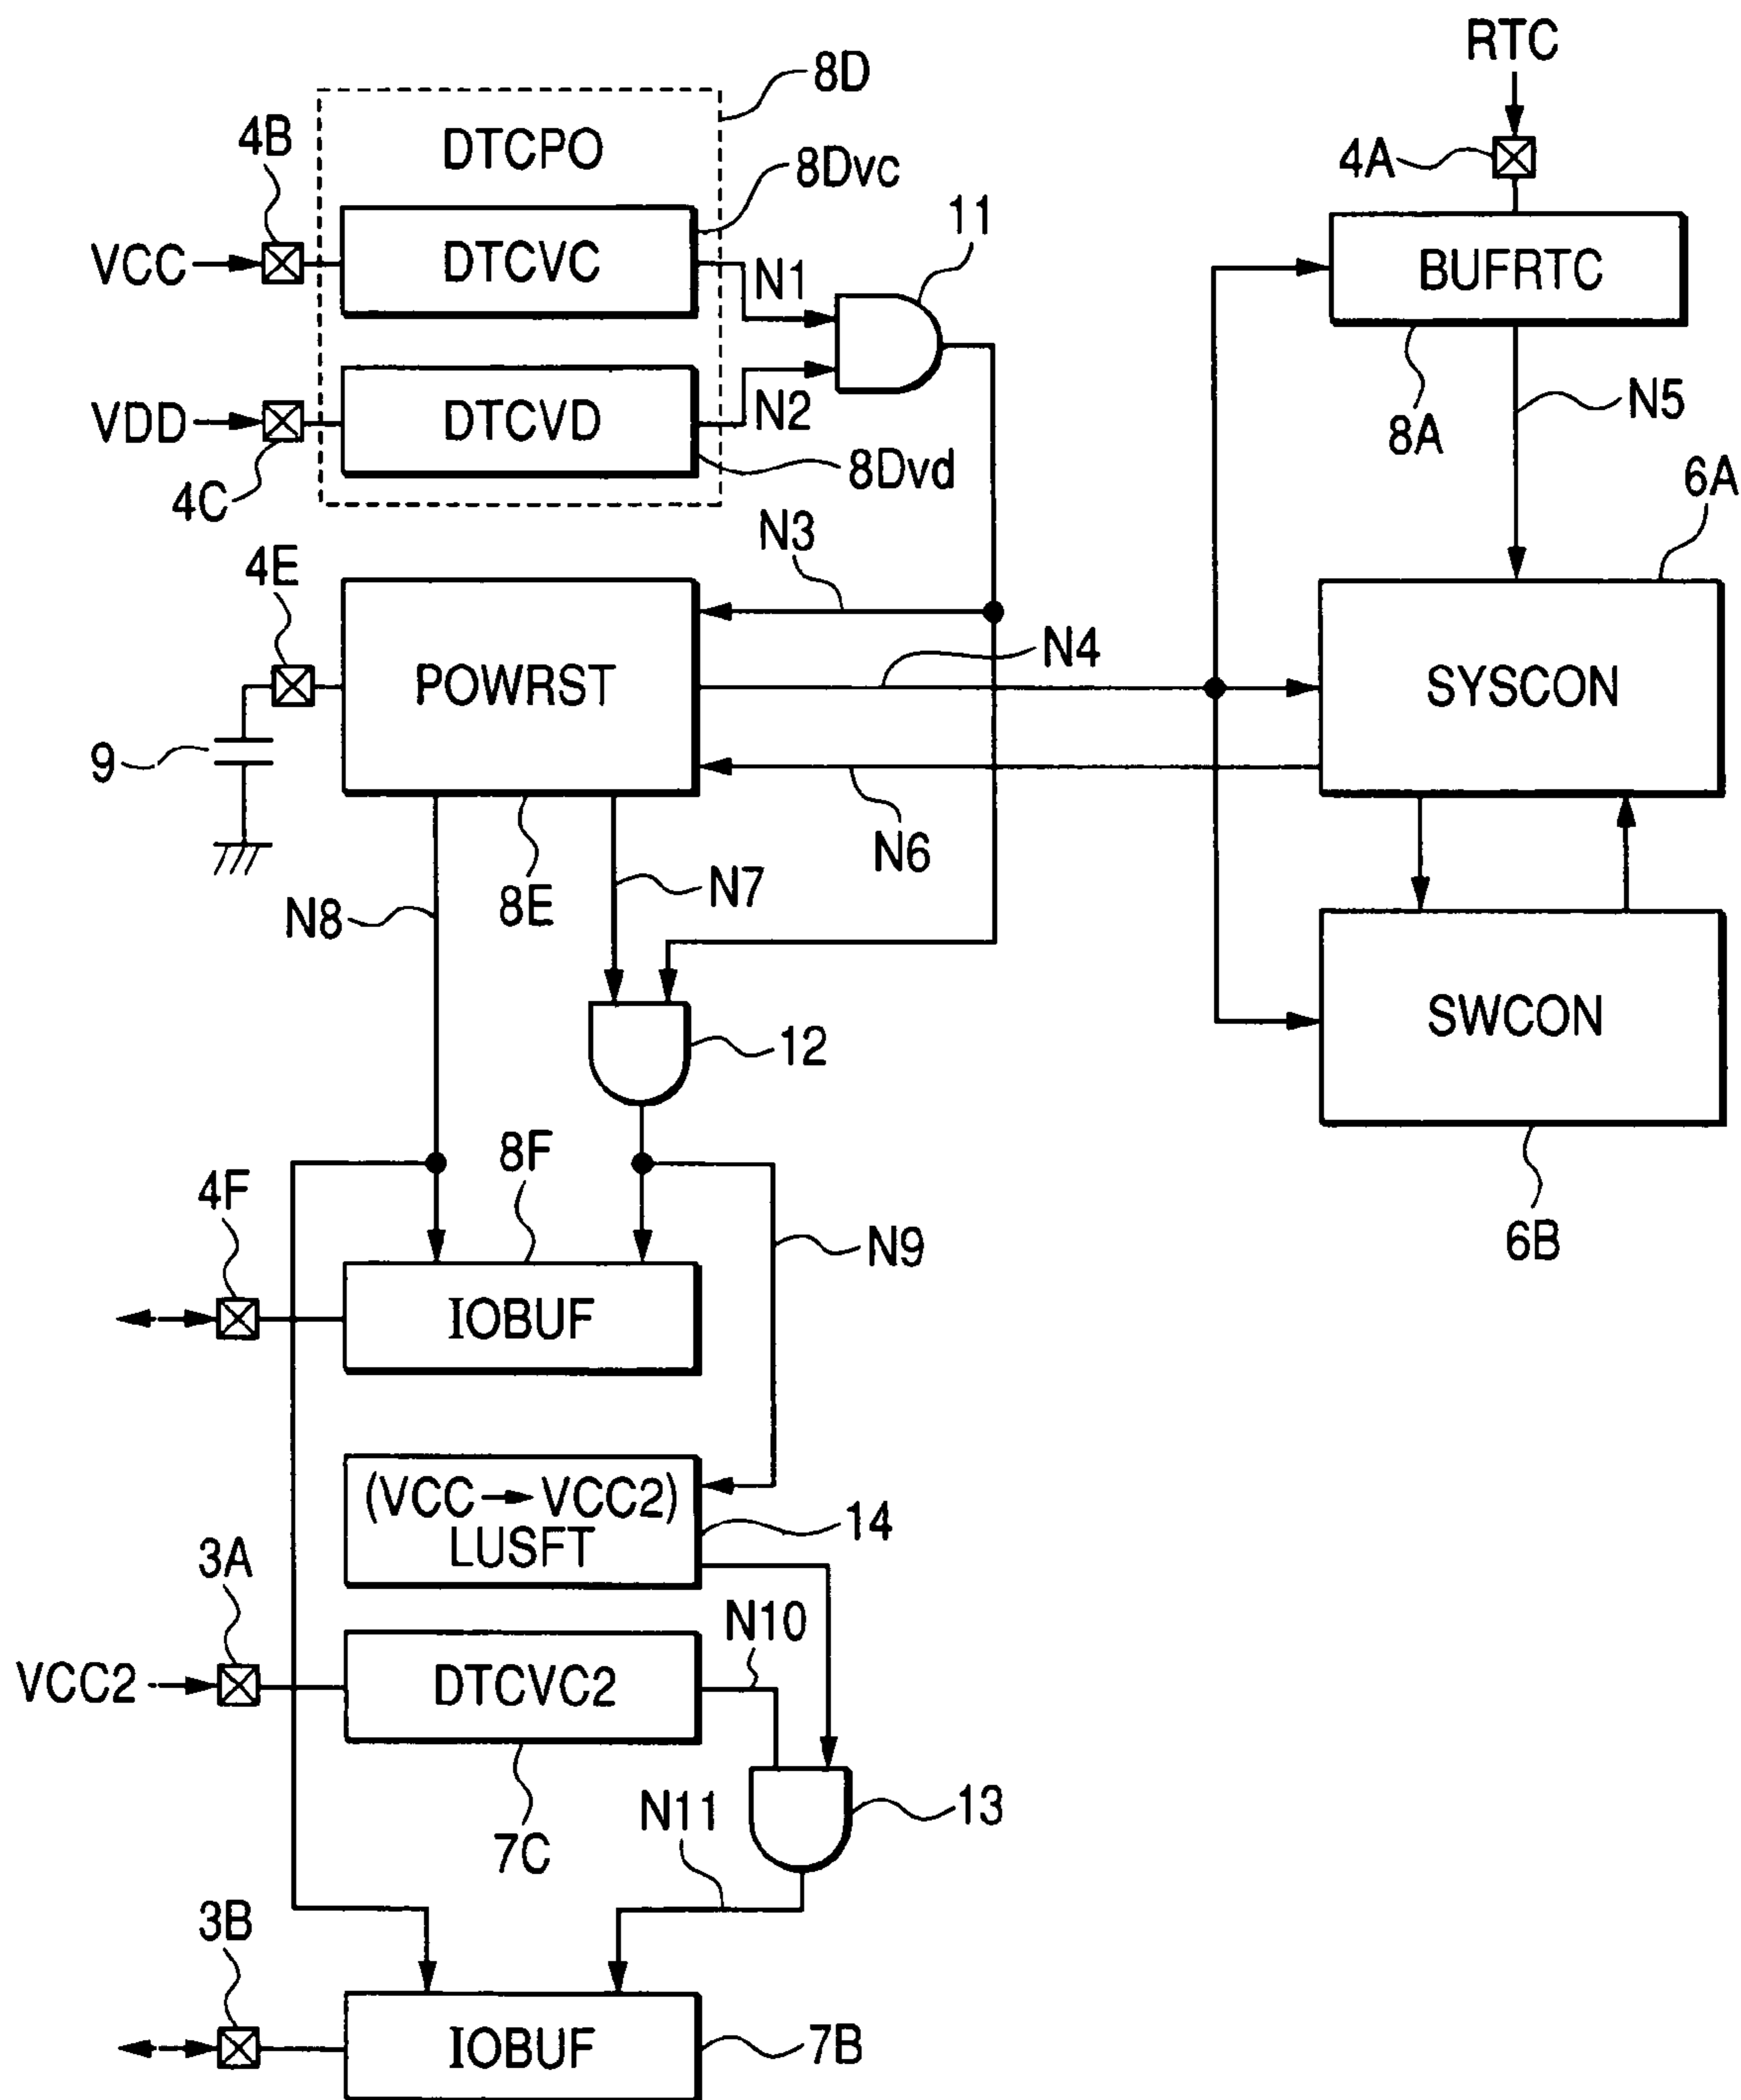 RTC
8D
4B
DTCPO
8Dvc
4A
11
VCC
DTCVC
N1
BUFRTC
VDD
DTCVD
N2
8A
N5
4C
8Dvd
6A
N3
4E
POWRST
N4
SYSCON
9
N6
N8
8E
N7
SWCON
12
8F
4F
N9
6B
IOBUF
(VCC→VCC2)
LUSFT
14
3A
N10
VCC2
DTCVC2
N11
13
7C
3B
IOBUF
7B